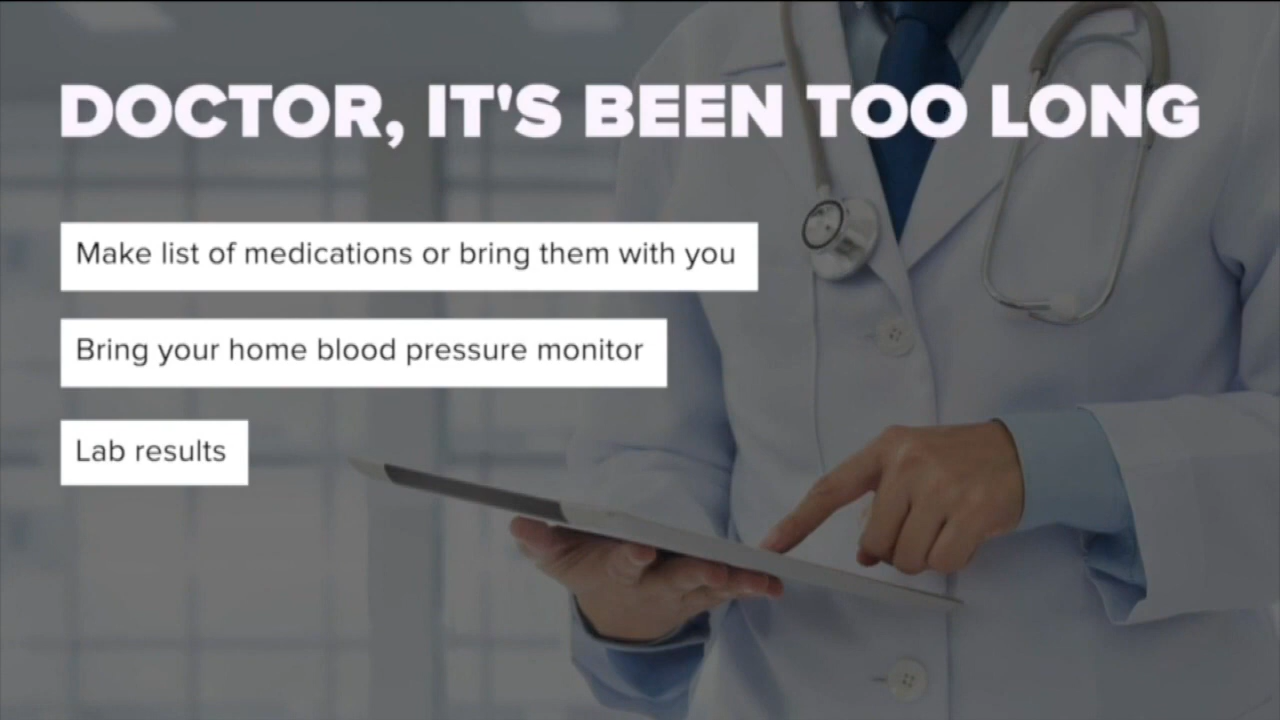 DOCTOR, IT'S BEEN TOO LONG
Make list of medications or bring them with you
Bring your home blood pressure monitor
Lab results